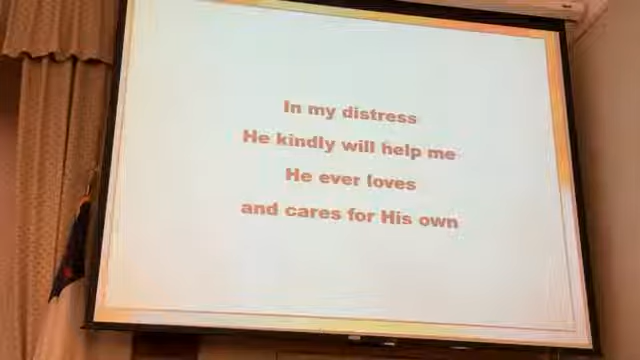 In my distress
He kindly will help me
He ever loves
and cares for His own